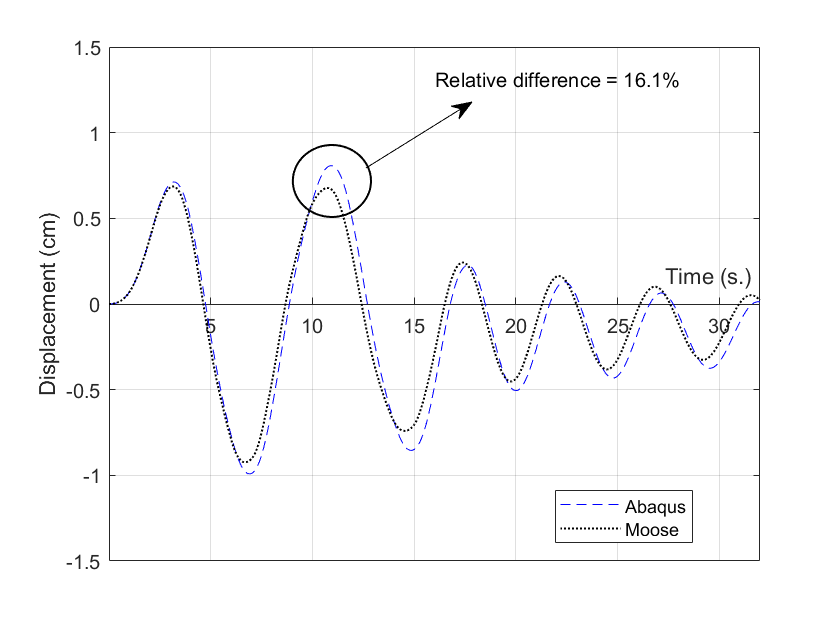 1.5
Relative difference = 16.1%
1
0.5
Displacement (cm)
Time (s.)
0
5
10
15
20
25
30
-0.5
-1
Abaqus
Moose
-1.5